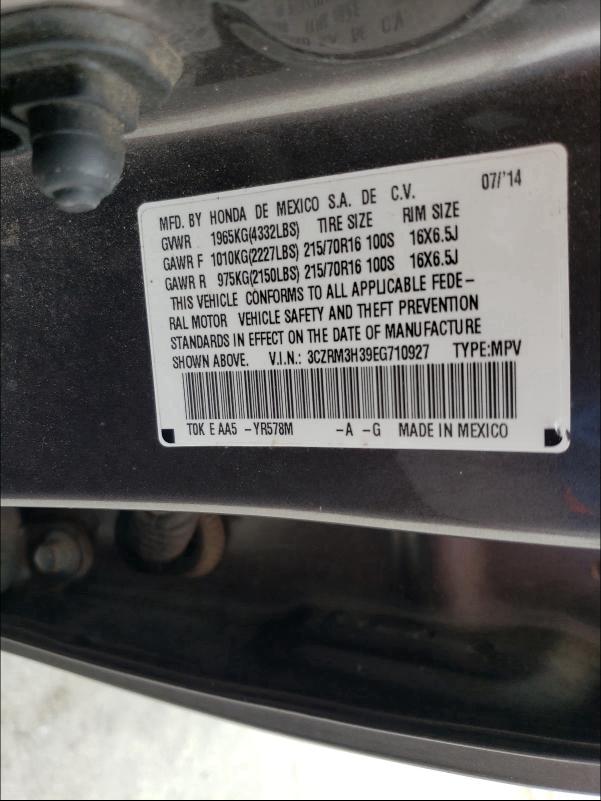 07/'14
MFD. BY HONDA DE MEXICO S.A. DE C.V.
GVWR 1965KG(4332LBS) TIRE SIZE RIM SIZE
GAWR F 1010KG(2227LBS) 215/70R16 100S 16X6.5J
GAWR R 975KG(2150LBS) 215/70R16 100S 16X6.5J
THIS VEHICLE CONFORMS TO ALL APPLICABLE FEDE-
RAL MOTOR VEHICLE SAFETY AND THEFT PREVENTION
STANDARDS IN EFFECT ON THE DATE OF MANUFACTURE
SHOWN ABOVE. V.I.N.: 3CZRM3H39EG710927 TYPE:MPV
TOK E AA5 -YR578M -A -G MADE IN MEXICO